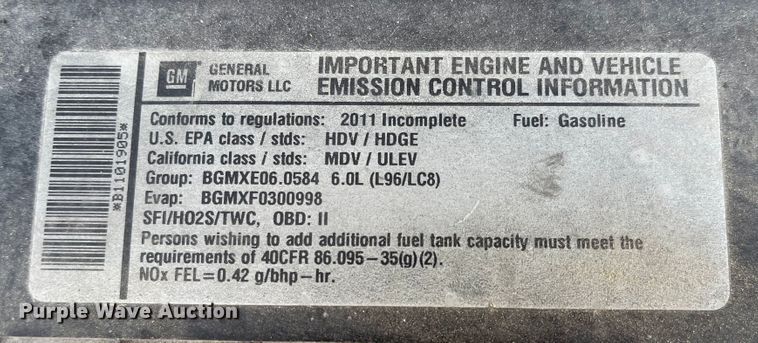 *B1101905*
GM
GENERAL MOTORS LLC
IMPORTANT ENGINE AND VEHICLE
EMISSION CONTROL INFORMATION
Conforms to regulations: 2011 Incomplete Fuel: Gasoline
U.S. EPA class / stds: HDV / HDGE
California class / stds: MDV / ULEV
Group: BGMXE06.0584 6.0L (L96/LC8)
Evap: BGMXF0300998
SFI/HO2S/TWC, OBD: II
Persons wishing to add additional fuel tank capacity must meet the
requirements of 40CFR 86.095-35(g)(2).
NOx FEL=0.42 g/bhp-hr.
Purple Wave Auction
Purple Wave Auction